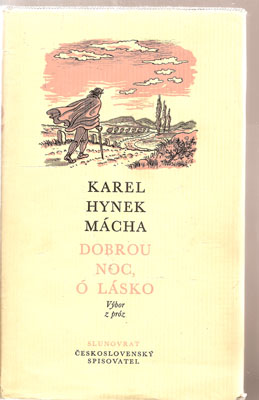 KAREL
HYNEK
MÁCHA
DOBROU
NOC,
Ó LÁSKO
Výbor
z próz
SLUNOVRAT
ČESKOSLOVENSKÝ
SPISOVATEL